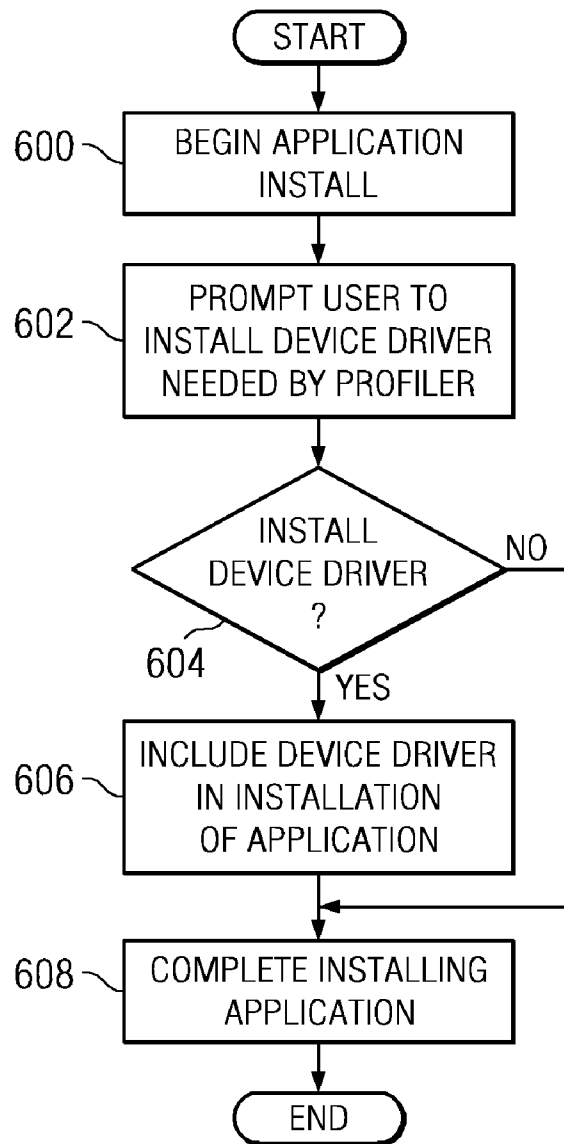 START
600
BEGIN APPLICATION
INSTALL
602
PROMPT USER TO
INSTALL DEVICE DRIVER
NEEDED BY PROFILER
INSTALL
DEVICE DRIVER
?
NO
604
YES
606
INCLUDE DEVICE DRIVER
IN INSTALLATION
OF APPLICATION
608
COMPLETE INSTALLING
APPLICATION
END